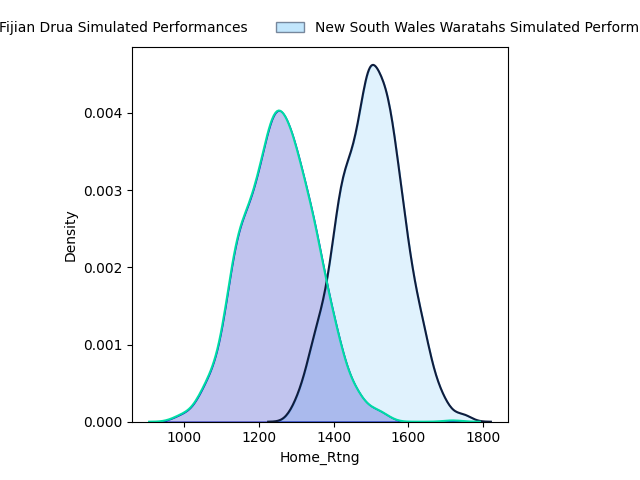 Fijian Drua Simulated Performances New South Wales Waratahs Simulated Perform
0.004
0.003
0.002
0.001
0.000
Density
1000 1200 1400 1600 1800
Home_Rtng